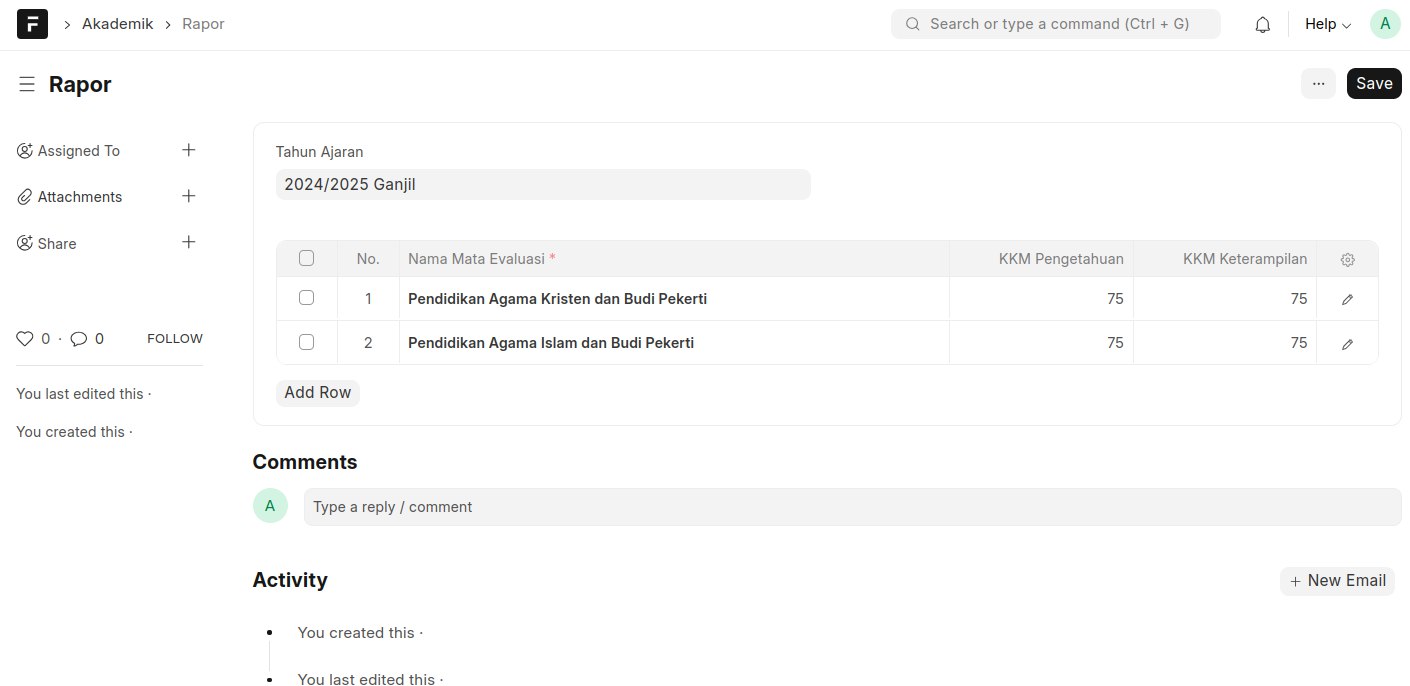 F
Akademik
Rapor
Search or type a command (Ctrl + G)
Help
A
Rapor
...
Save
Assigned To
Attachments
Share
0 · 0
FOLLOW
You last edited this ·
You created this ·
Tahun Ajaran
2024/2025 Ganjil
No. Nama Mata Evaluasi * KKM Pengetahuan KKM Keterampilan
1 Pendidikan Agama Kristen dan Budi Pekerti 75 75
2 Pendidikan Agama Islam dan Budi Pekerti 75 75
Add Row
Comments
A
Type a reply / comment
Activity
+ New Email
You created this ·
You last edited this ·